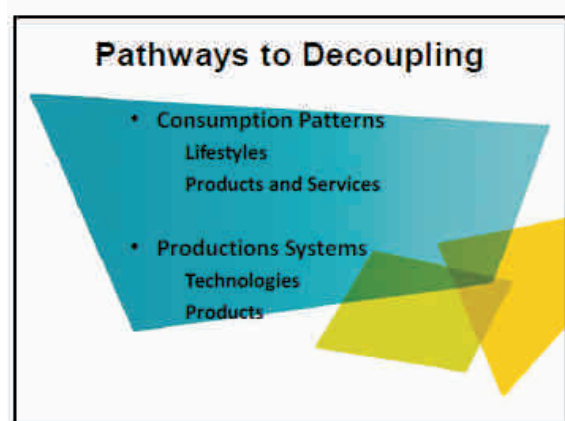 Pathways to Decoupling
• Consumption Patterns
Lifestyles
Products and Services
• Productions Systems
Technologies
Products